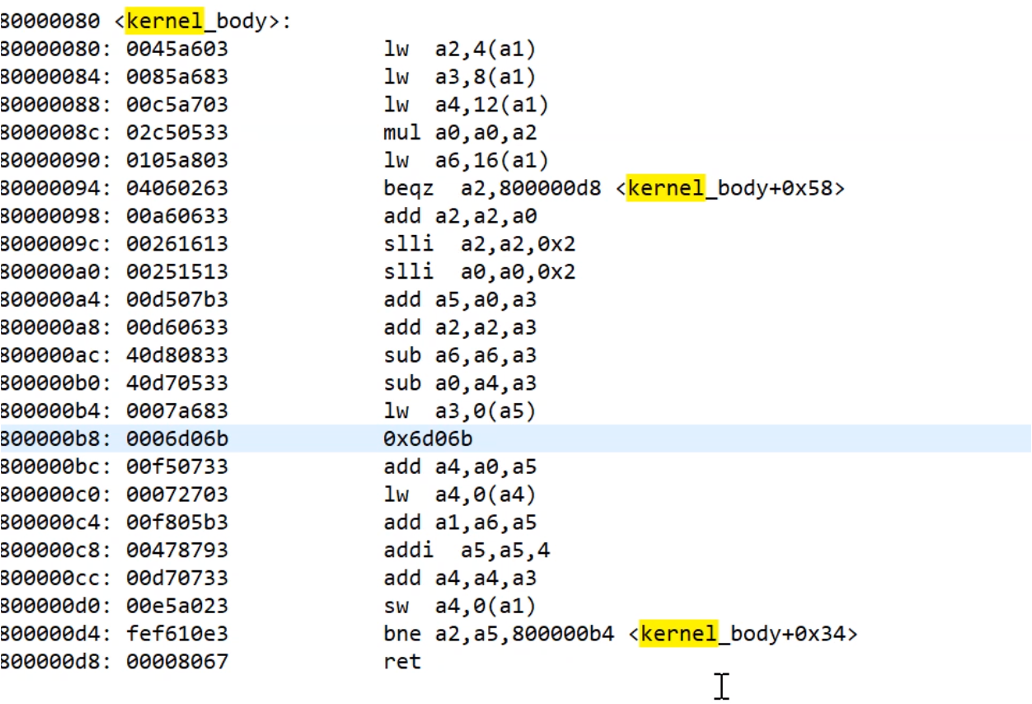 80000080 <kernel_body>:
80000080: 0045a603 lw a2,4(a1)
80000084: 0085a683 lw a3,8(a1)
80000088: 00c5a703 lw a4,12(a1)
8000008c: 02c50533 mul a0,a0,a2
80000090: 0105a803 lw a6,16(a1)
80000094: 04060263 beqz a2,800000d8 <kernel_body+0x58>
80000098: 00a60633 add a2,a2,a0
8000009c: 00261613 slli a2,a2,0x2
800000a0: 00251513 slli a0,a0,0x2
800000a4: 00d507b3 add a5,a0,a3
800000a8: 00d60633 add a2,a2,a3
800000ac: 40d80833 sub a6,a6,a3
800000b0: 40d70533 sub a0,a4,a3
800000b4: 0007a683 lw a3,0(a5)
800000b8: 0006d06b 0x6d06b
800000bc: 00f50733 add a4,a0,a5
800000c0: 00072703 lw a4,0(a4)
800000c4: 00f805b3 add a1,a6,a5
800000c8: 00478793 addi a5,a5,4
800000cc: 00d70733 add a4,a4,a3
800000d0: 00e5a023 sw a4,0(a1)
800000d4: fef610e3 bne a2,a5,800000b4 <kernel_body+0x34>
800000d8: 00008067 ret